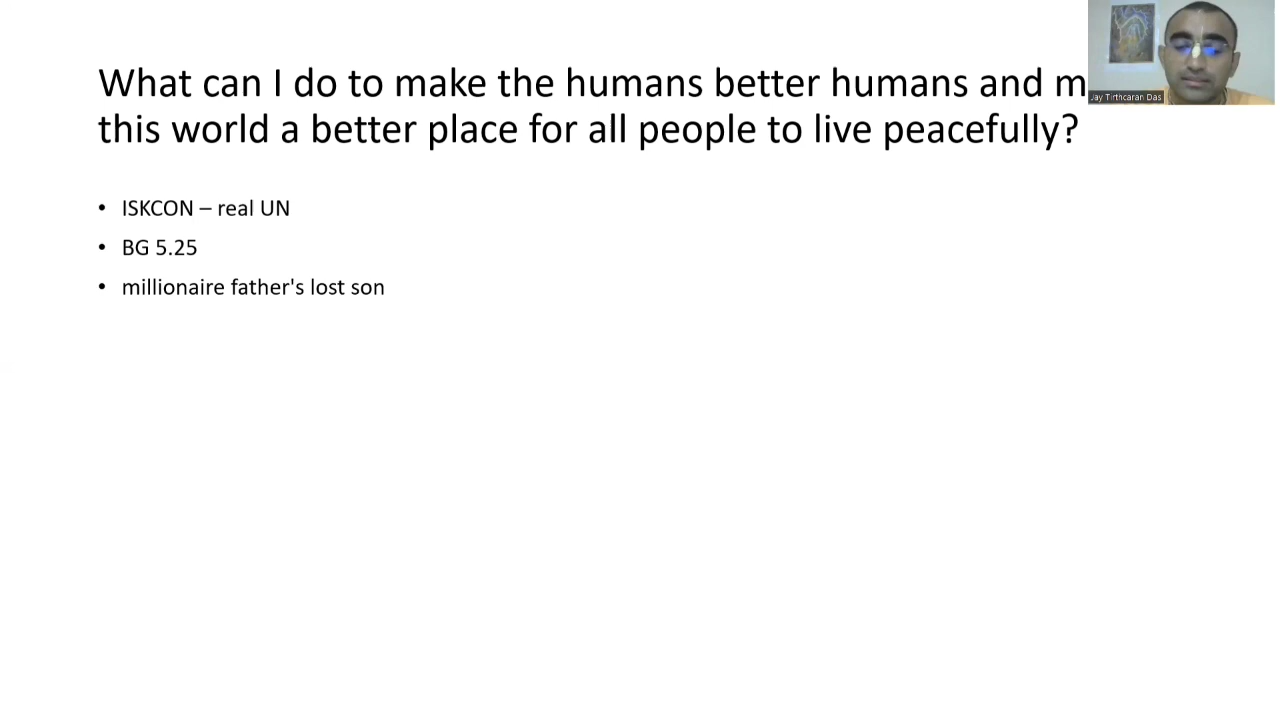 What can I do to make the humans better humans and m
this world a better place for all people to live peacefully?
Jay Tirthcaran Das
• ISKCON – real UN
• BG 5.25
• millionaire father's lost son